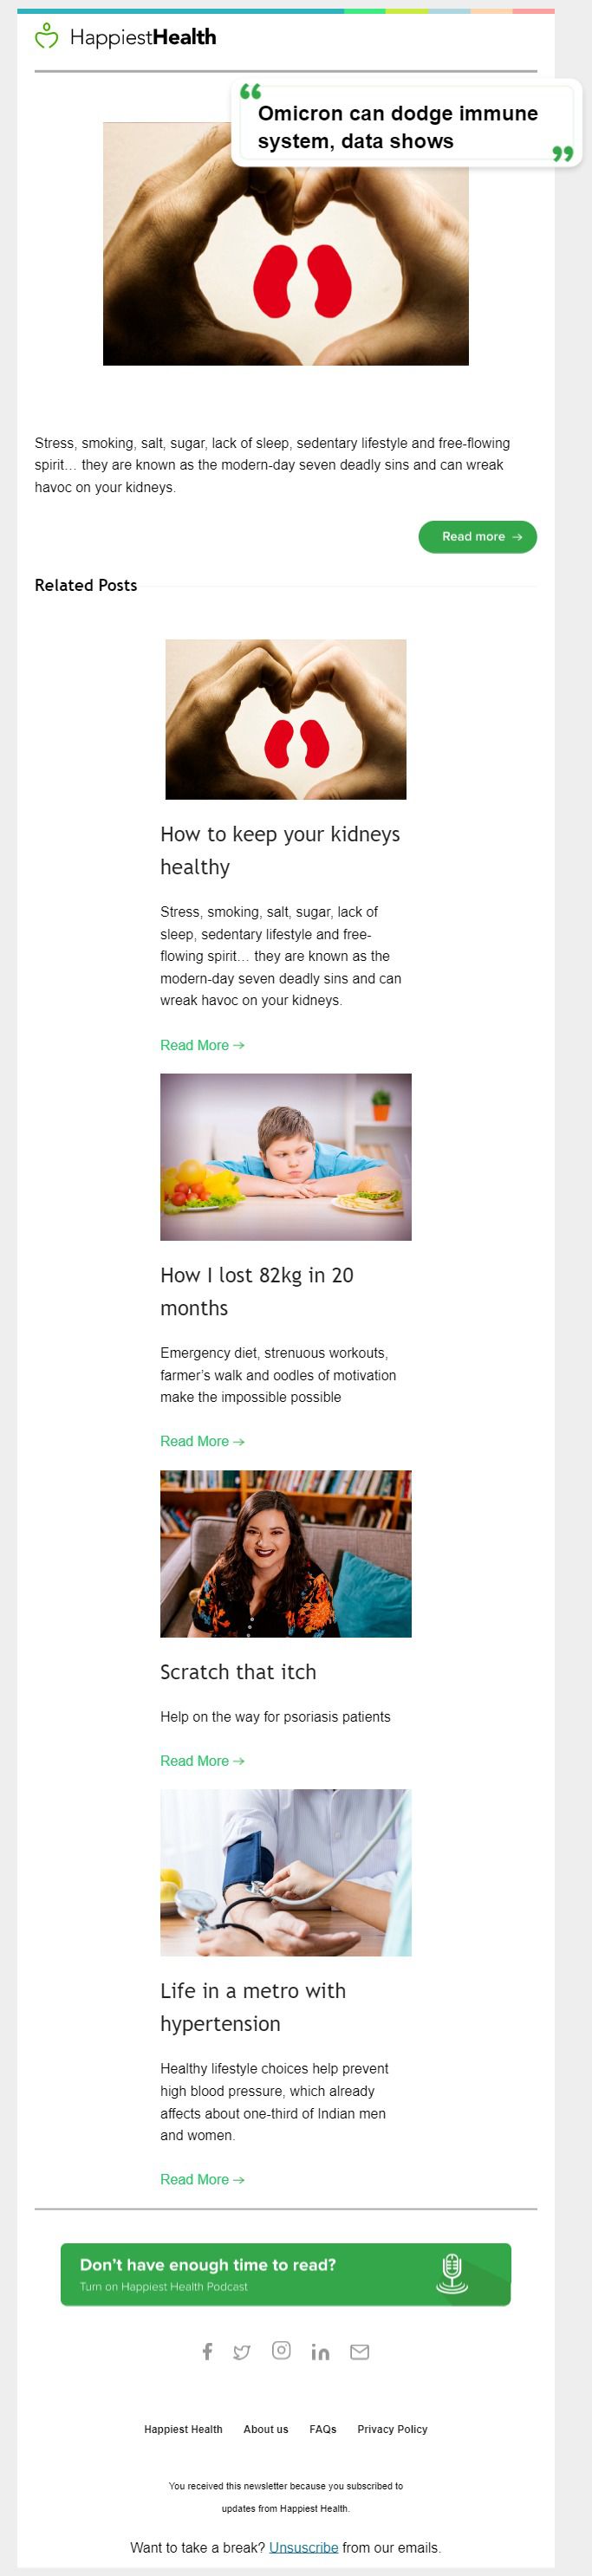 HappiestHealth
“
Omicron can dodge immune
system, data shows
”
Stress, smoking, salt, sugar, lack of sleep, sedentary lifestyle and free-flowing
spirit… they are known as the modern-day seven deadly sins and can wreak
havoc on your kidneys.
Read more →
Related Posts
How to keep your kidneys
healthy
Stress, smoking, salt, sugar, lack of
sleep, sedentary lifestyle and free-
flowing spirit… they are known as the
modern-day seven deadly sins and can
wreak havoc on your kidneys.
Read More →
How I lost 82kg in 20
months
Emergency diet, strenuous workouts,
farmer’s walk and oodles of motivation
make the impossible possible
Read More →
Scratch that itch
Help on the way for psoriasis patients
Read More →
Life in a metro with
hypertension
Healthy lifestyle choices help prevent
high blood pressure, which already
affects about one-third of Indian men
and women.
Read More →
Don’t have enough time to read?
Turn on Happiest Health Podcast
Happiest Health About us FAQs Privacy Policy
You received this newsletter because you subscribed to
updates from Happiest Health.
Want to take a break? Unsuscribe from our emails.